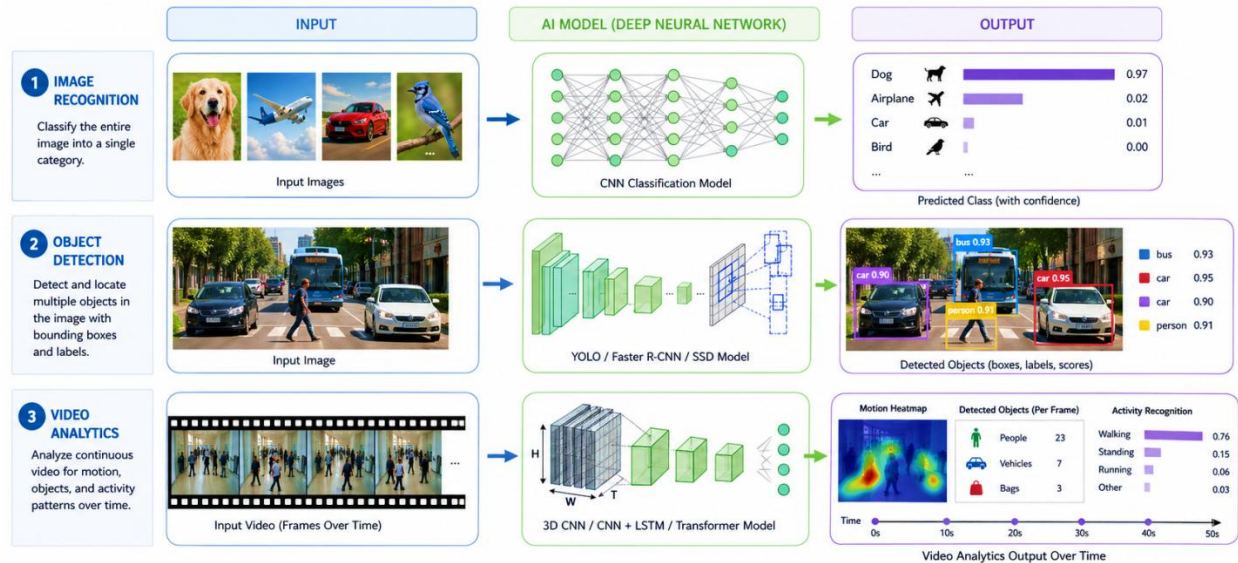 INPUT
AI MODEL (DEEP NEURAL NETWORK)
OUTPUT
1 IMAGE
RECOGNITION
Classify the entire
image into a single
category.
...
Input Images
CNN Classification Model
Dog 0.97
Airplane 0.02
Car 0.01
Bird 0.00
... ...
Predicted Class (with confidence)
2 OBJECT
DETECTION
Detect and locate
multiple objects in
the image with
bounding boxes
and labels.
Input Image
... ...
YOLO / Faster R-CNN / SSD Model
bus 0.93
car 0.90
car 0.95
person 0.91
bus 0.93
car 0.95
car 0.90
person 0.91
Detected Objects (boxes, labels, scores)
3 VIDEO
ANALYTICS
Analyze continuous
video for motion,
objects, and activity
patterns over time.
...
Input Video (Frames Over Time)
H
W
T
3D CNN / CNN + LSTM / Transformer Model
Motion Heatmap
Detected Objects (Per Frame)
People 23
Vehicles 7
Bags 3
Activity Recognition
Walking 0.76
Standing 0.15
Running 0.06
Other 0.03
Time
0s 10s 20s 30s 40s 50s
Video Analytics Output Over Time